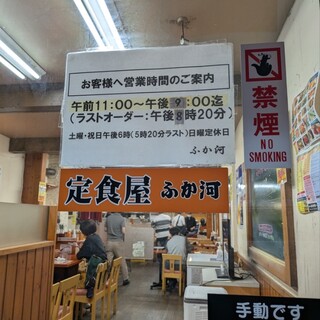 お客様へ営業時間のご案内
午前11:00〜午後9:00迄
(ラストオーダー:午後8時20分)
土曜・祝日午後6時(5時20分ラスト)日曜定休日
ふか河
定食屋 ふか河
禁煙
NO
SMOKING
手動です